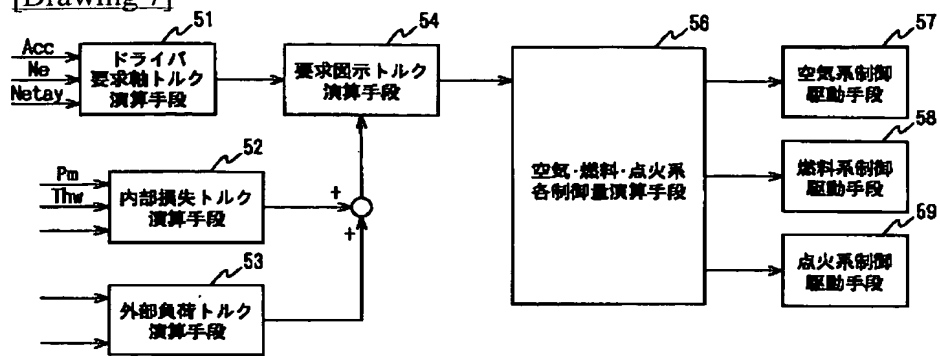 [Drawing 7]
51
Acc
Ne
Netay
ドライバ
要求軸トルク
演算手段
54
要求図示トルク
演算手段
56
空気・燃料・点火系
各制御量演算手段
57
空気系制御
駆動手段
58
燃料系制御
駆動手段
59
点火系制御
駆動手段
52
Pm
Thw
内部損失トルク
演算手段
+
+
53
外部負荷トルク
演算手段